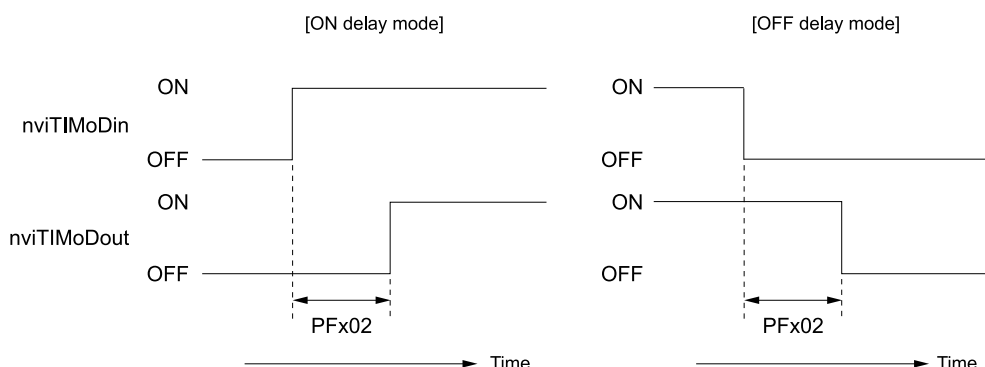 [ON delay mode]
[OFF delay mode]
ON
ON
nviTIMoDin
OFF
OFF
ON
ON
nviTIMoDout
OFF
OFF
PFx02
PFx02
Time
Time